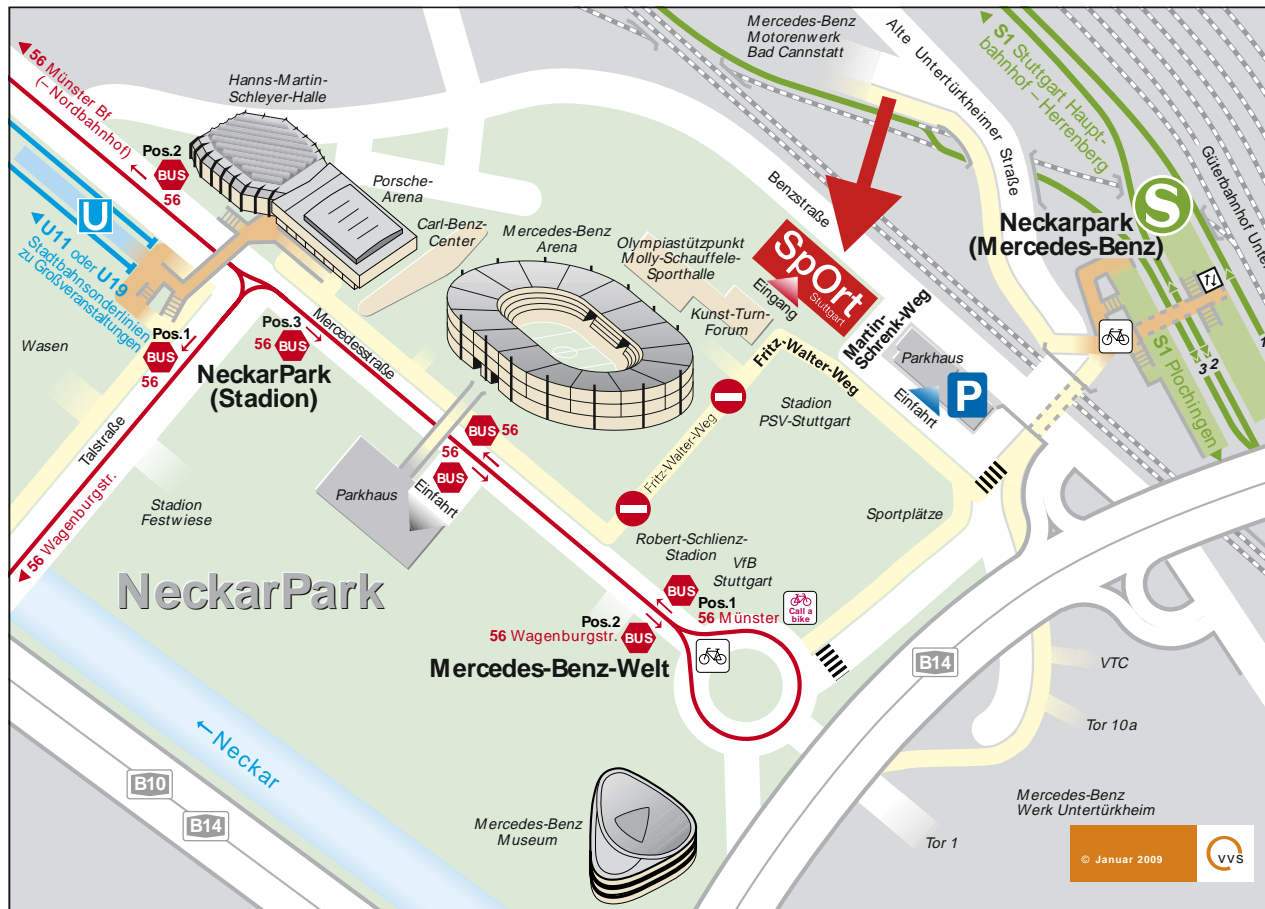 56 Münster Bf
(– Nordbahnhof)
Hanns-Martin-
Schleyer-Halle
Mercedes-Benz
Motorenwerk
Bad Cannstatt
Alte Untertürkheimer Straße
S1 Stuttgart Haupt-
bahnhof – Herrenberg
Güterbahnhof
Pos.2
BUS
56
U
U11 oder U19
Stadtbahnsonderlinien
zu Großveranstaltungen
Porsche-
Arena
Carl-Benz-
Center
Mercedes-Benz
Arena
Olympiastützpunkt
Molly-Schauffele-
Sporthalle
Kunst-Turn-
Forum
Benzstraße
SpOrt
Stuttgart
Eingang
Martin-
Schrenk-Weg
Neckarpark
(Mercedes-Benz)
S
Wasen
Pos.1
BUS
56
Pos.3
56 BUS
NeckarPark
(Stadion)
Mercedesstraße
Fritz-Walter-Weg
Parkhaus
Einfahrt
P
S1 Plochingen
3 2
1
Talstraße
56 Wagenburgstr.
Stadion
Festwiese
BUS 56
56
BUS
Parkhaus
Einfahrt
Fritz-Walter-Weg
Stadion
PSV-Stuttgart
Sportplätze
Robert-Schlienz-
Stadion
VfB
Stuttgart
NeckarPark
BUS
Pos.1
56 Münster
Call a
bike
Pos.2
56 Wagenburgstr. BUS
Mercedes-Benz-Welt
B14
VTC
Tor 10a
Neckar
B10
B14
Mercedes-Benz
Museum
Mercedes-Benz
Werk Untertürkheim
Tor 1
© Januar 2009
VVS